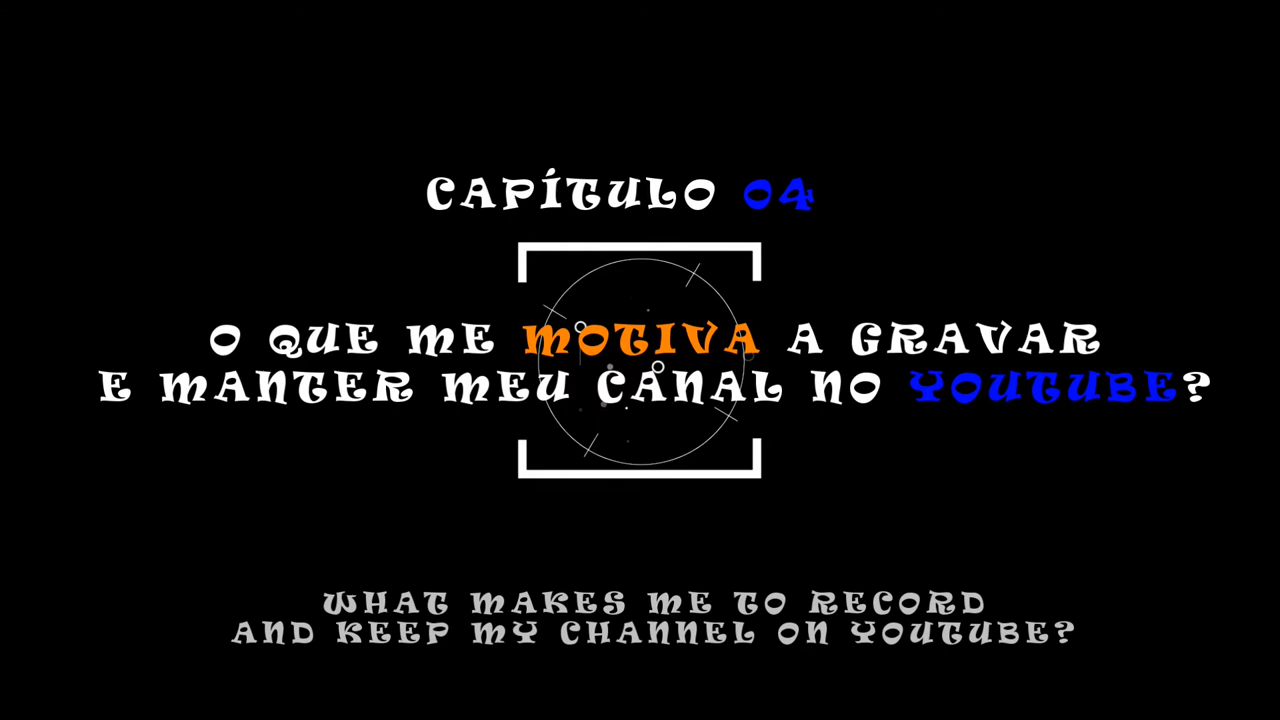 CAPÍTULO 04
O QUE ME MOTIVA A GRAVAR
E MANTER MEU CANAL NO YOUTUBE?
WHAT MAKES ME TO RECORD
AND KEEP MY CHANNEL ON YOUTUBE?